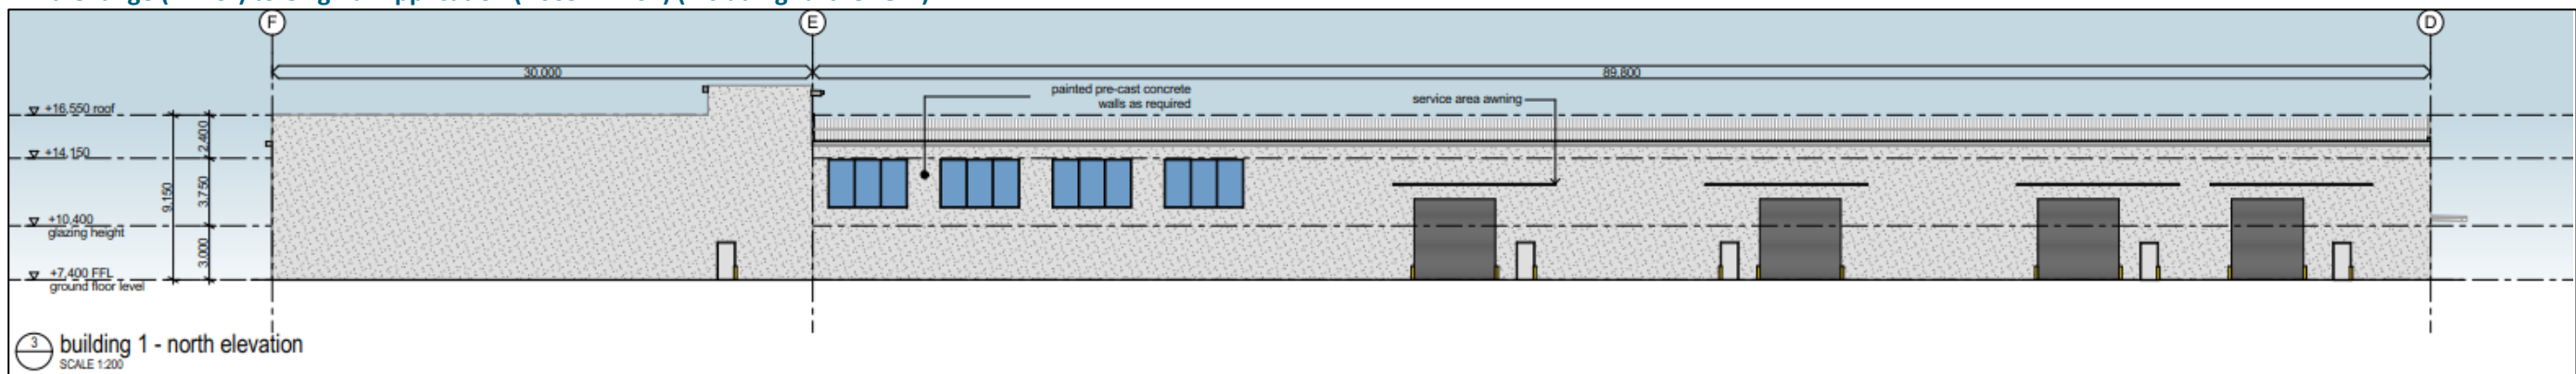 F
E
D
30,000
89,800
painted pre-cast concrete
walls as required
service area awning
+16,550 roof
2,400
+14,150
9,150
3,750
+10,400
glazing height
3,000
+7,400 FFL
ground floor level
3
building 1 - north elevation
SCALE 1:200